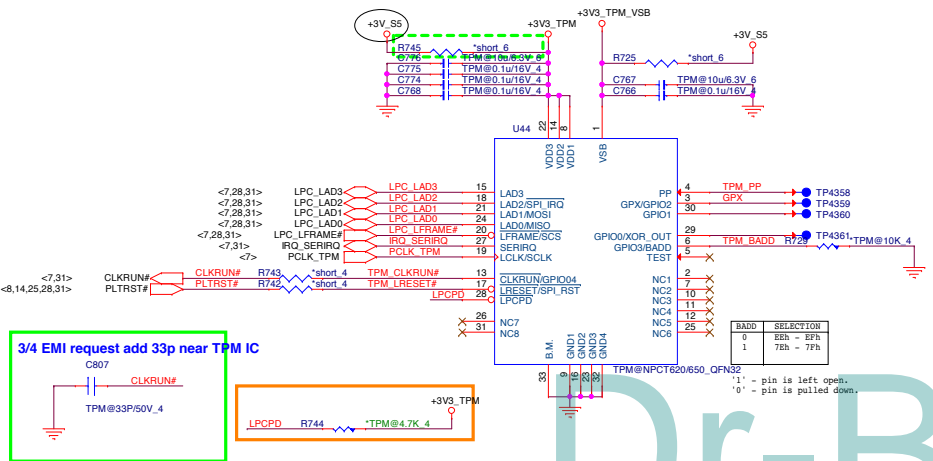 +3V_S5 +3V3_TPM +3V3_TPM_VSB
+3V_S5
R745 *short_6
C776 TPM@10u/6.3V_6
C775 TPM@0.1u/16V_4
C774 TPM@0.1u/16V_4
C768 TPM@0.1u/16V_4
R725 *short_6
C767 TPM@10u/6.3V_6
C766 TPM@0.1u/16V_4
U44
22 14 8 1
VDD3 VDD2 VDD1 VSB
<7,28,31> LPC_LAD3 LPC_LAD3 15 LAD3
<7,28,31> LPC_LAD2 LPC_LAD2 18 LAD2/SPI_IRQ
<7,28,31> LPC_LAD1 LPC_LAD1 21 LAD1/MOSI
<7,28,31> LPC_LAD0 LPC_LAD0 24 LAD0/MISO
<7,28,31> LPC_LFRAME# LPC_LFRAME# 20 LFRAME/SCS
<7,31> IRQ_SERIRQ IRQ_SERIRQ 27 SERIRQ
<7> PCLK_TPM PCLK_TPM 19 LCLK/SCLK
<7,31> CLKRUN# CLKRUN# R743 *short_4 TPM_CLKRUN# 13 CLKRUN/GPIO04
<8,14,25,28,31> PLTRST# PLTRST# R742 *short_4 TPM_LRESET# 17 LRESET/SPI_RST
LPCPD 28 LPCPD
26 NC7
31 NC8
PP 4 TPM_PP TP4358
GPX/GPIO2 3 GPX TP4359
GPIO1 30 TP4360
GPIO0/XOR_OUT 29 TP4361
GPIO3/BADD 6 TPM_BADD R729 *TPM@10K_4
TEST 5
NC1 2
NC2 7
NC3 10
NC4 11
NC5 12
NC6 25
B.M. GND1 GND2 GND3 GND4
33 9 16 23 32
TPM@NPCT620/650_QFN32
BADD SELECTION
0 EEh - EFh
1 7Eh - 7Fh
'1' - pin is left open.
'0' - pin is pulled down.
3/4 EMI request add 33p near TPM IC
C807
CLKRUN#
TPM@33P/50V_4
+3V3_TPM
LPCPD R744 *TPM@4.7K_4
Dr-B